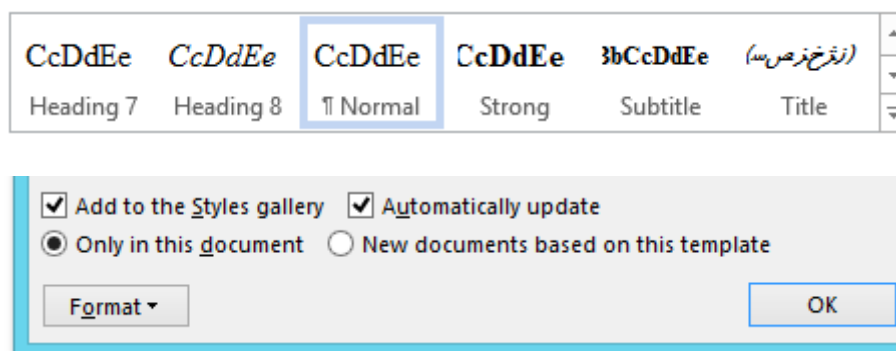 CcDdEe CcDdEe CcDdEe CcDdEe BbCcDdEe
Heading 7 Heading 8 ¶ Normal Strong Subtitle Title
Add to the Styles gallery Automatically update
Only in this document New documents based on this template
Format OK